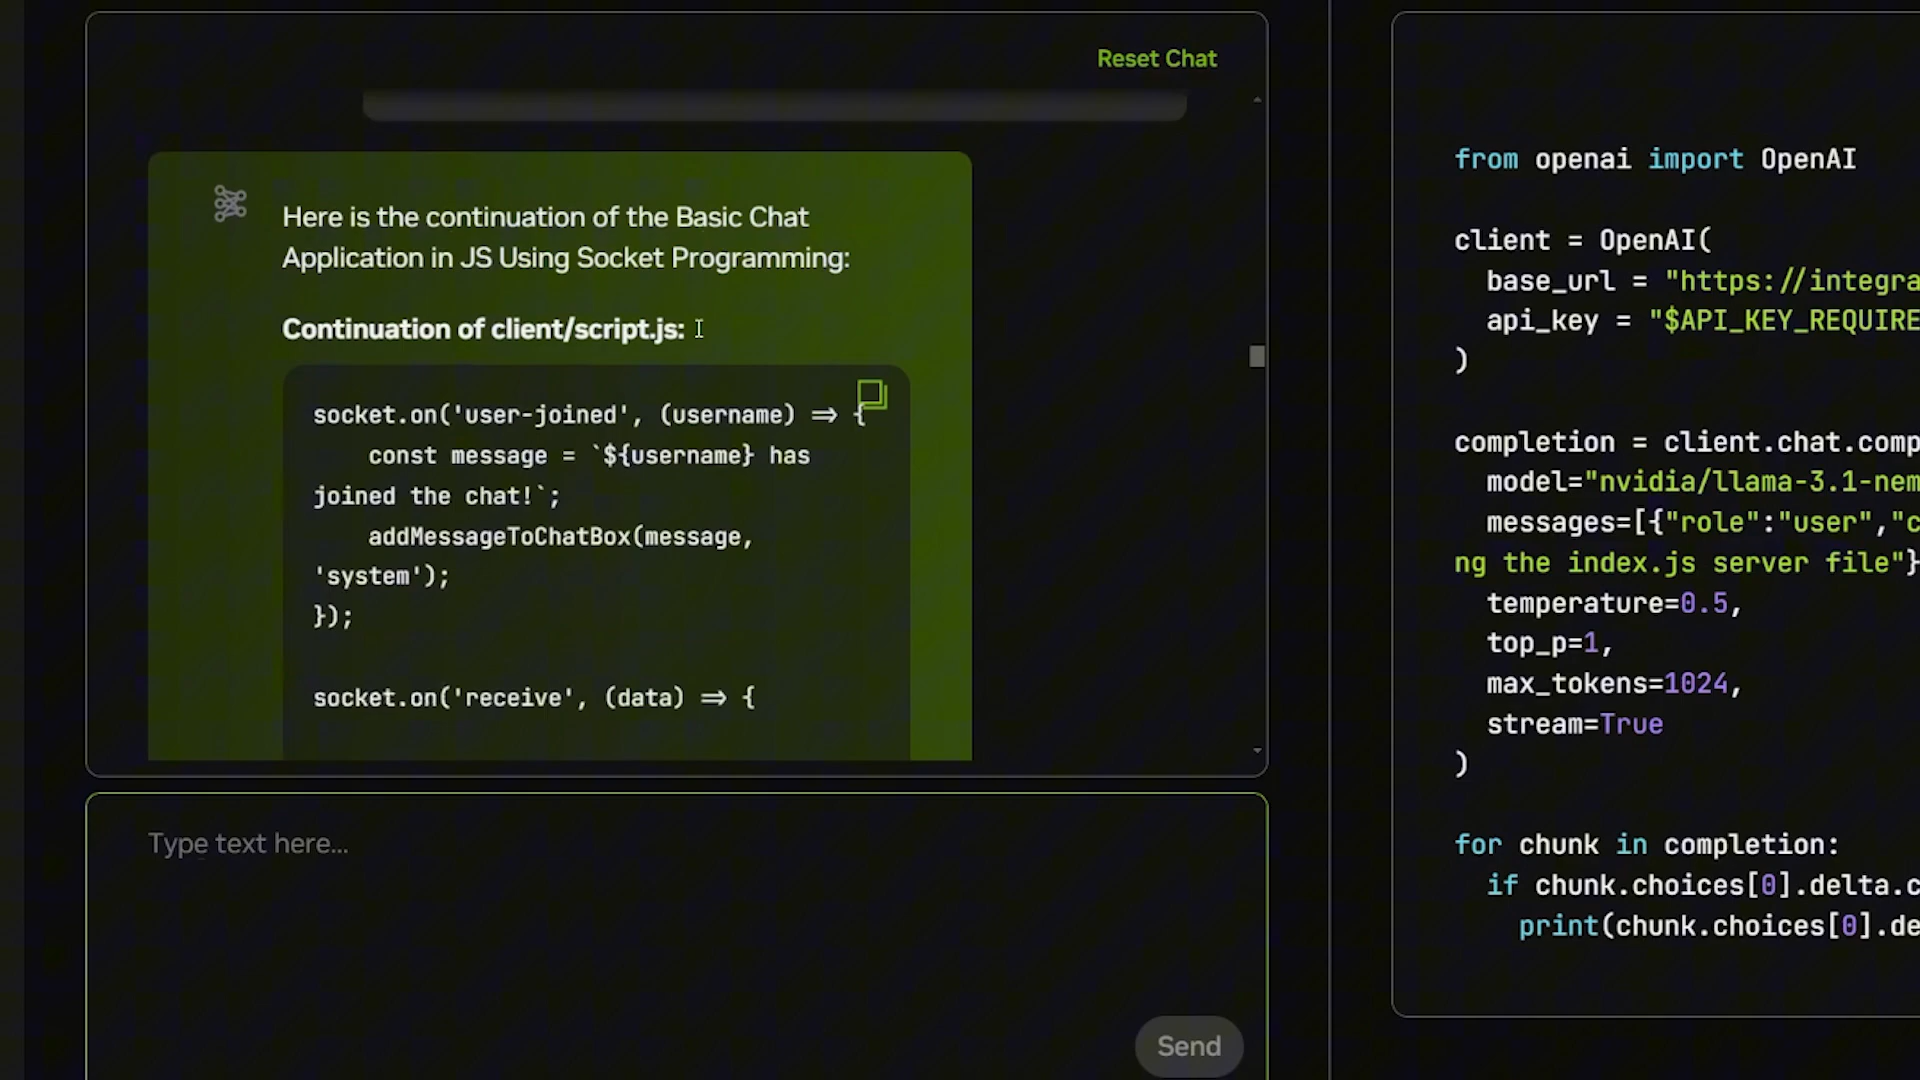 Reset Chat
Here is the continuation of the Basic Chat
Application in JS Using Socket Programming:
Continuation of client/script.js:
socket.on('user-joined', (username) => {
const message = `${username} has
joined the chat!`;
addMessageToChatBox(message,
'system');
});
socket.on('receive', (data) => {
Type text here...
Send
from openai import OpenAI
client = OpenAI(
base_url = "https://integra
api_key = "$API_KEY_REQUIRE
)
completion = client.chat.comp
model="nvidia/llama-3.1-nem
messages=[{"role":"user","c
ng the index.js server file"}
temperature=0.5,
top_p=1,
max_tokens=1024,
stream=True
)
for chunk in completion:
if chunk.choices[0].delta.c
print(chunk.choices[0].de